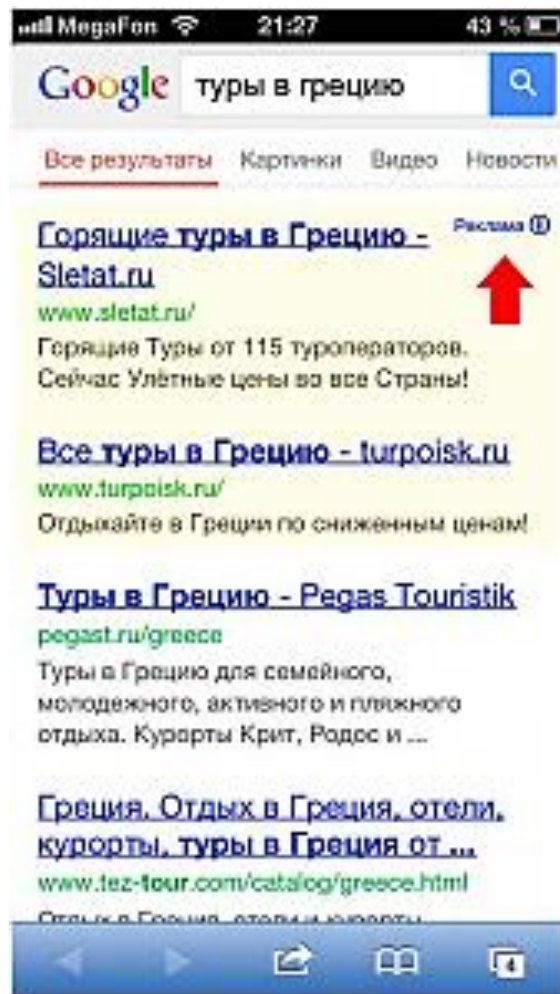 MegaFon 21:27 43 %
Google туры в грецию
Все результаты Картинки Видео Новости
Горящие туры в Грецию - Реклама
Sletat.ru
www.sletat.ru/
Горящие Туры от 115 туроператоров.
Сейчас Улётные цены во все Страны!
Все туры в Грецию - turpoisk.ru
www.turpoisk.ru/
Отдыхайте в Греции по сниженным ценам!
Туры в Грецию - Pegas Touristik
pegast.ru/greece
Туры в Грецию для семейного,
молодежного, активного и пляжного
отдыха. Курорты Крит, Родос и ...
Греция. Отдых в Греция, отели,
курорты, туры в Греция от ...
www.tez-tour.com/catalog/greece.html
Отдых в Греция, отели и курорты
4